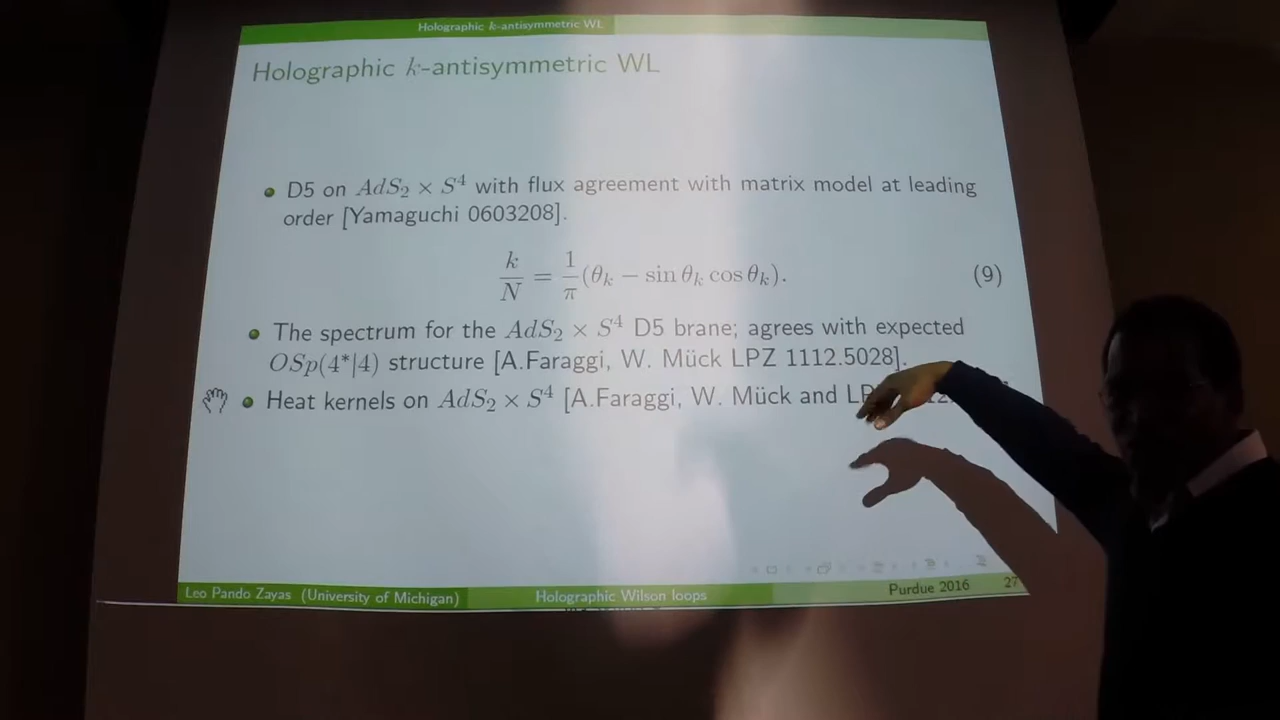 Holographic k-antisymmetric WL
Holographic k-antisymmetric WL
D5 on AdS₂ × S⁴ with flux agreement with matrix model at leading
order [Yamaguchi 0603208].
k/N = 1/π (θₖ − sin θₖ cos θₖ). (9)
The spectrum for the AdS₂ × S⁴ D5 brane; agrees with expected
OSp(4*|4) structure [A.Faraggi, W. Mück LPZ 1112.5028].
Heat kernels on AdS₂ × S⁴ [A.Faraggi, W. Mück and
Leo Pando Zayas (University of Michigan) Holographic Wilson loops Purdue 2016 27